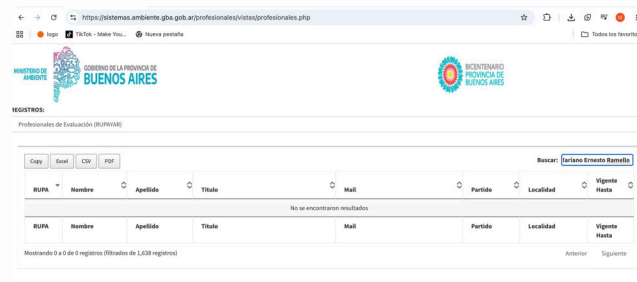 https://sistemas.ambiente.gba.gob.ar/profesionales/vistas/profesionales.php
logo TikTok - Make You... Nueva pestaña Todos los favorito
MINISTERIO DE AMBIENTE
GOBIERNO DE LA PROVINCIA DE
BUENOS AIRES
BICENTENARIO
PROVINCIA DE
BUENOS AIRES
REGISTROS:
Profesionales de Evaluación (RUPAYAR)
Copy Excel CSV PDF Buscar: tariano Ernesto Ramello
RUPA Nombre Apellido Titulo Mail Partido Localidad Vigente Hasta
No se encontraron resultados
RUPA Nombre Apellido Titulo Mail Partido Localidad Vigente Hasta
Mostrando 0 a 0 de 0 registros (filtrados de 1,638 registros) Anterior Siguiente